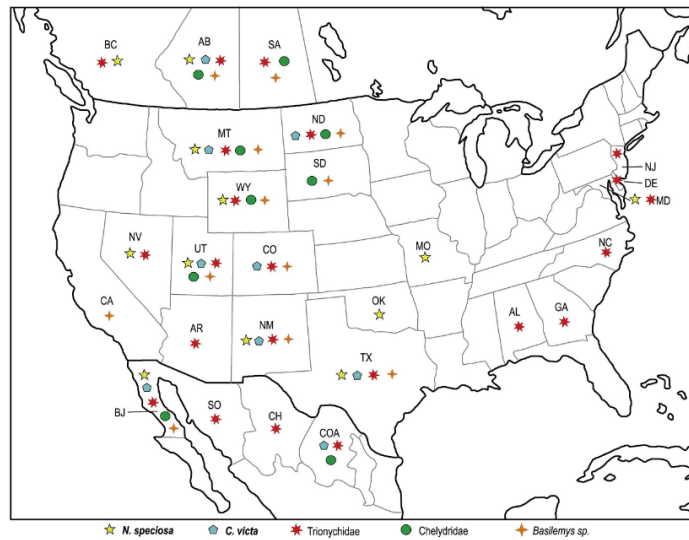 BC
AB
SA
MT
ND
SD
WY
NJ
DE
MD
NV
UT
CO
MO
NC
CA
OK
AR
NM
AL
GA
TX
BJ
SO
CH
COA
N. speciosa C. victa Trionychidae Chelydridae Basilemys sp.